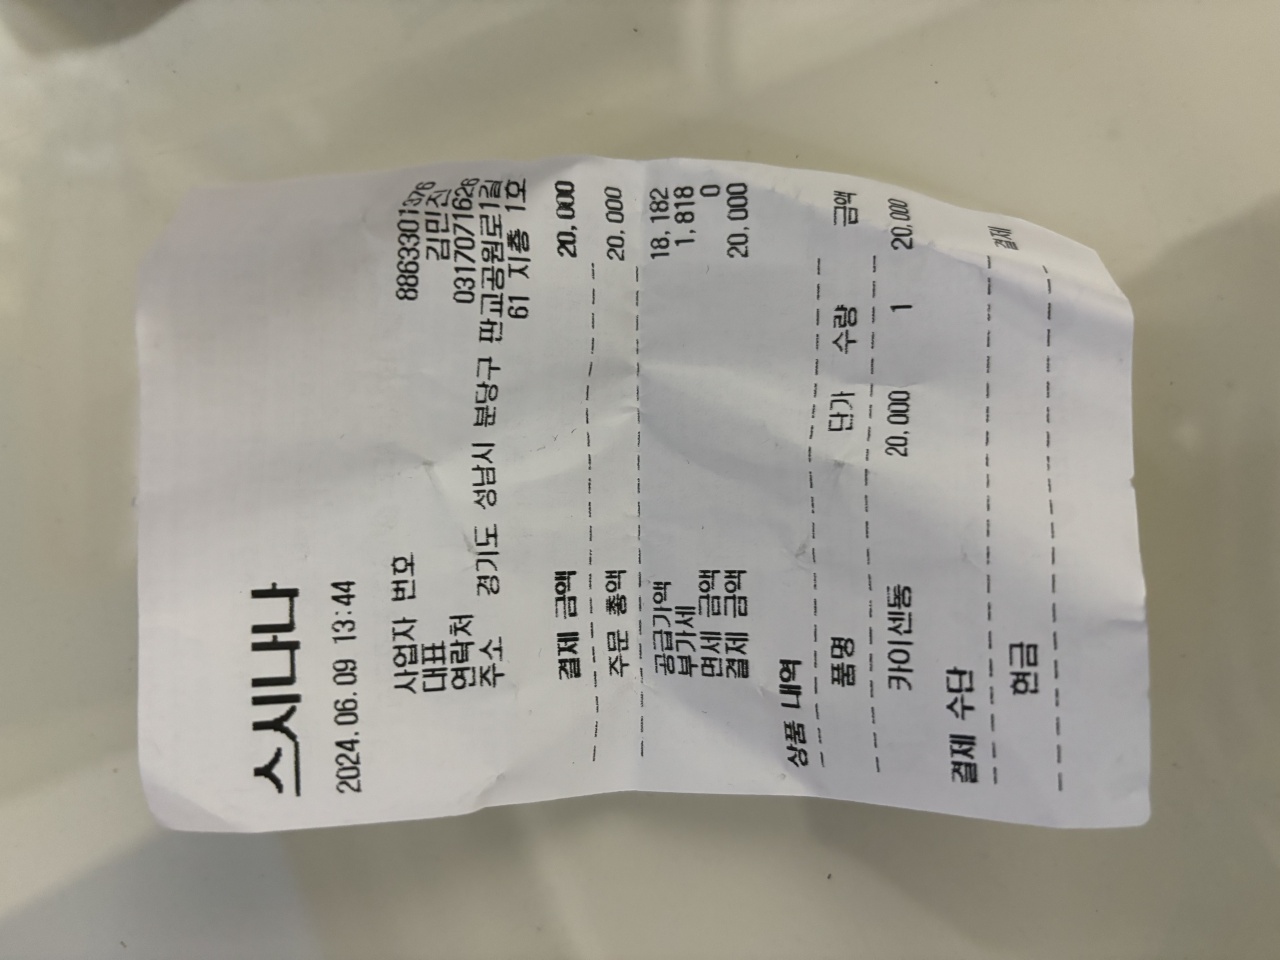 스시나나
2024.06.09 13:44
사업자 번호 8863301376
대표 김민진
연락처 0317071626
주소 경기도 성남시 분당구 판교공원로1길
61 지층 1호
결제 금액 20,000
주문 총액 20,000
공급가액 18,182
부가세 1,818
면세 금액 0
결제 금액 20,000
상품 내역
품명 단가 수량 금액
카이센동 20,000 1 20,000
결제 수단
현금 결제